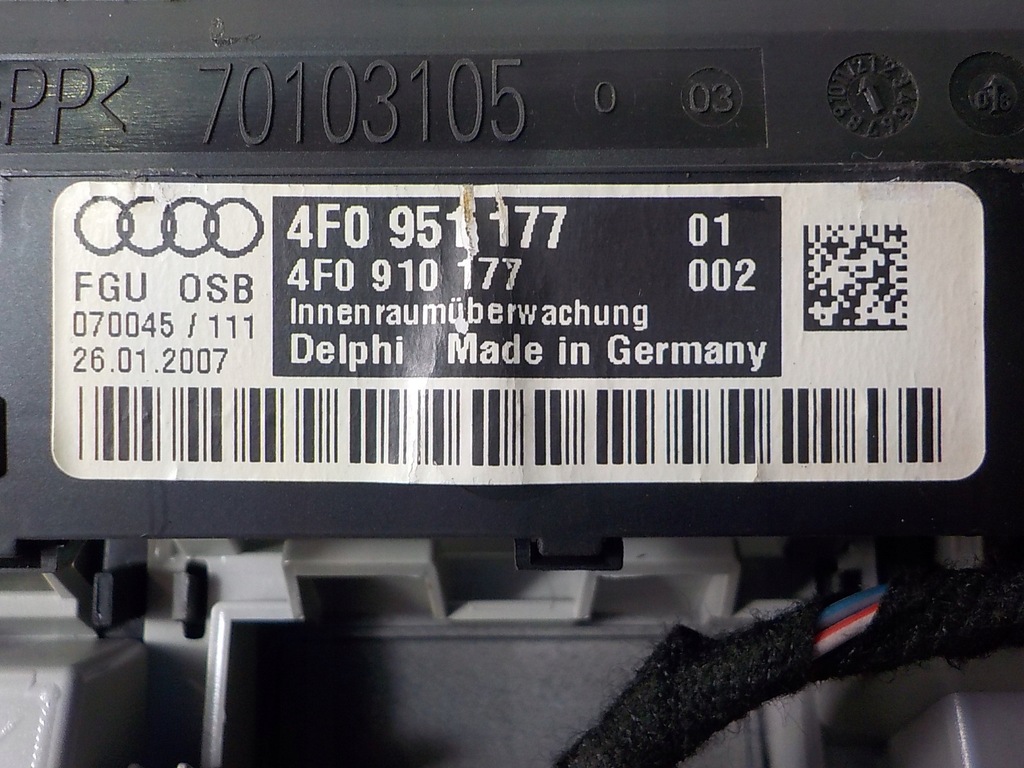 PP< 70103105 0 03
4F0 951 177 01
4F0 910 177 002
Innenraumüberwachung
Delphi Made in Germany
FGU OSB
070045 / 111
26.01.2007